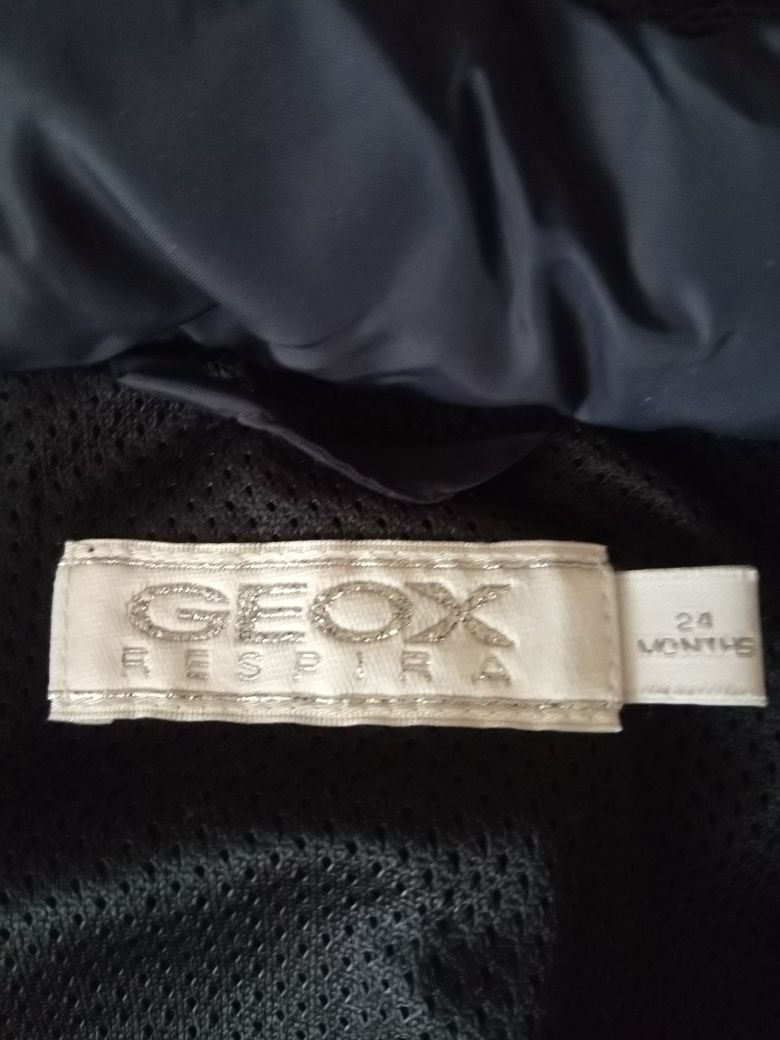 GEOX
RESPIRA
24
MONTHS